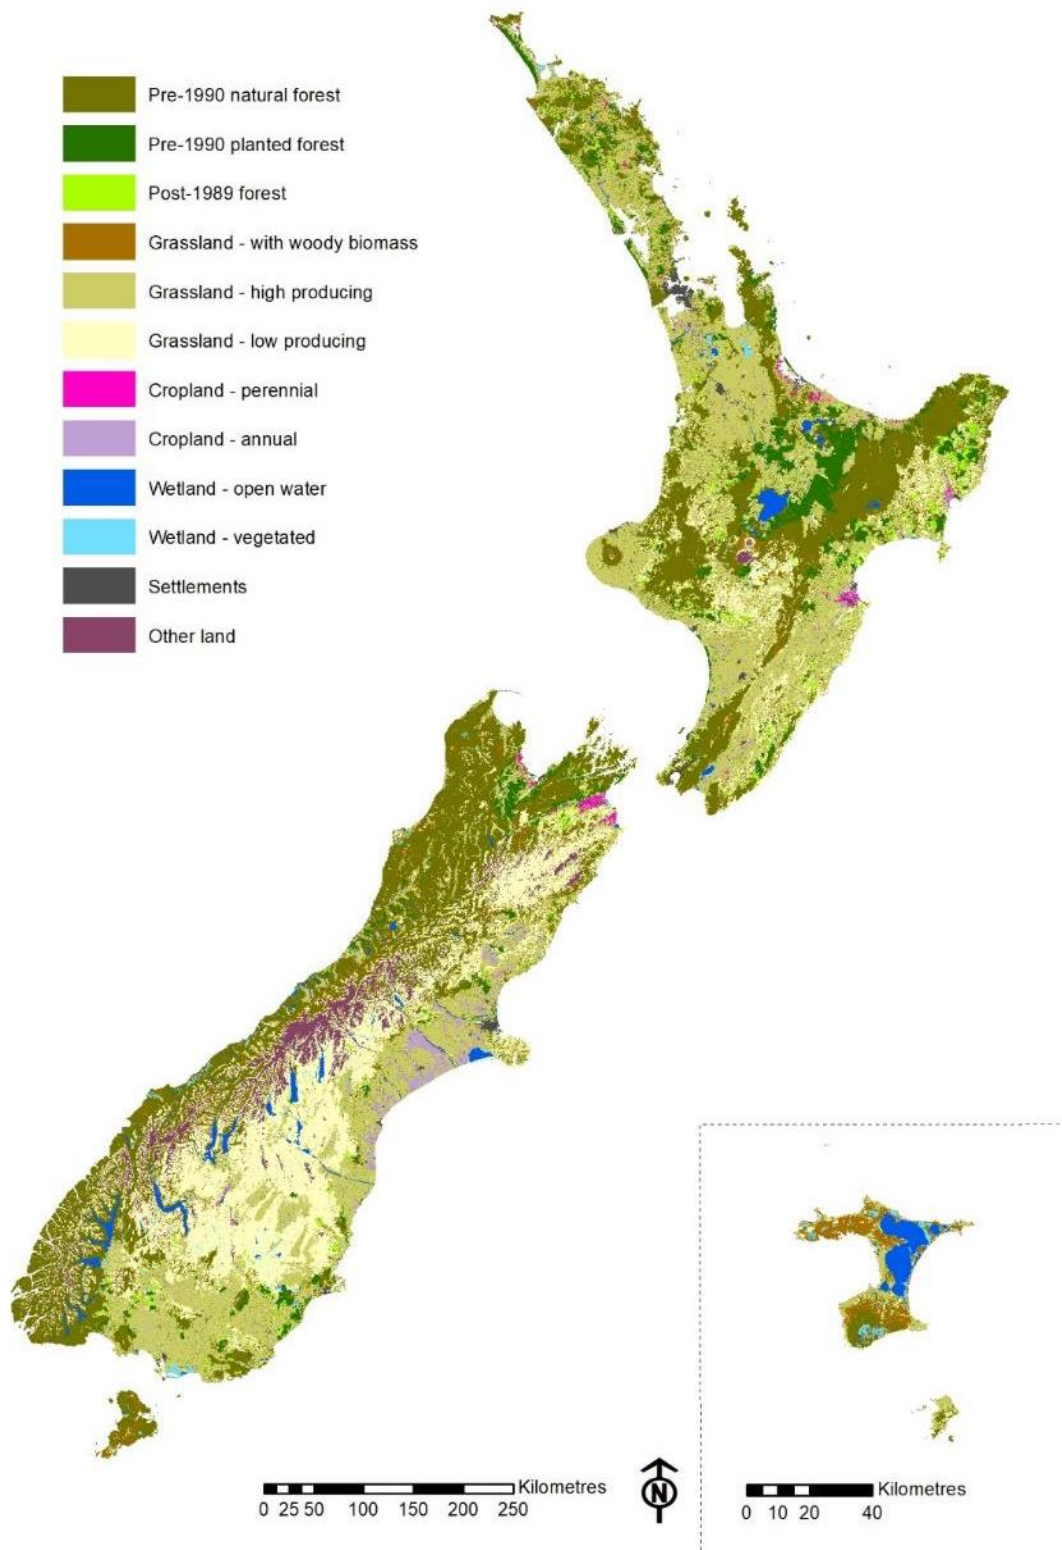 Pre-1990 natural forest
Pre-1990 planted forest
Post-1989 forest
Grassland - with woody biomass
Grassland - high producing
Grassland - low producing
Cropland - perennial
Cropland - annual
Wetland - open water
Wetland - vegetated
Settlements
Other land
Kilometres
0 25 50 100 150 200 250
N
Kilometres
0 10 20 40